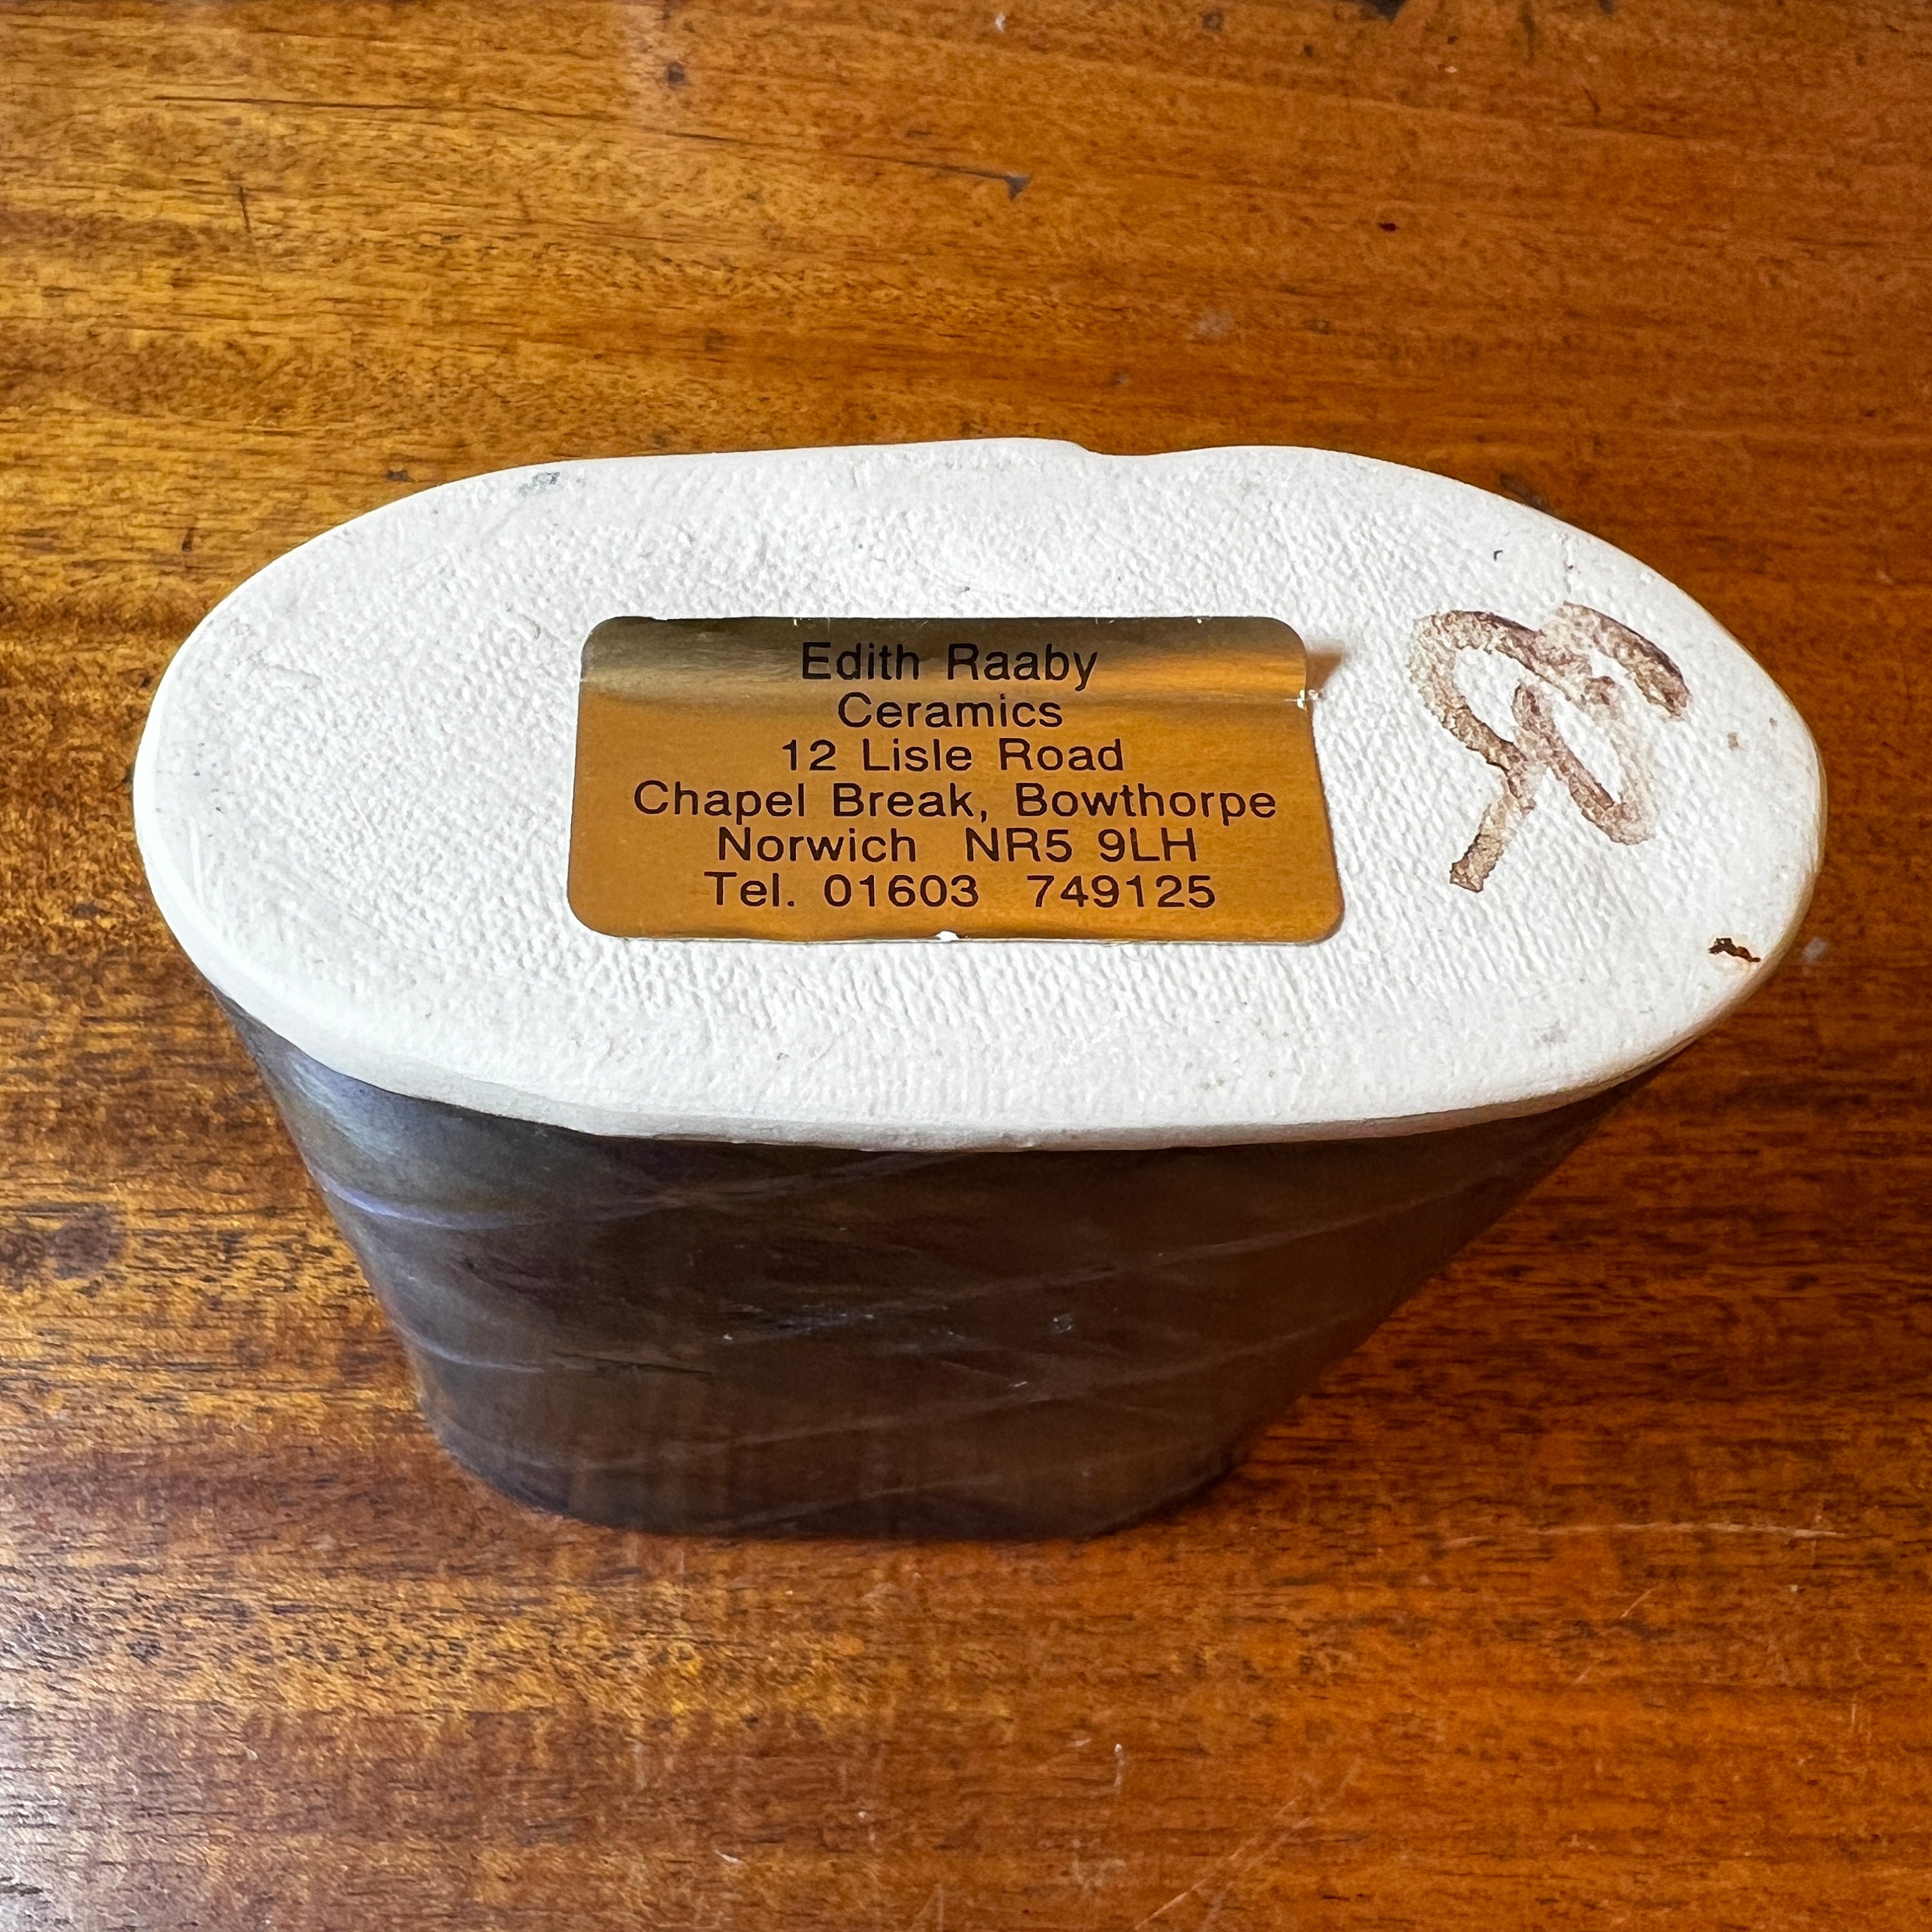 Edith Raaby
Ceramics
12 Lisle Road
Chapel Break, Bowthorpe
Norwich NR5 9LH
Tel. 01603 749125